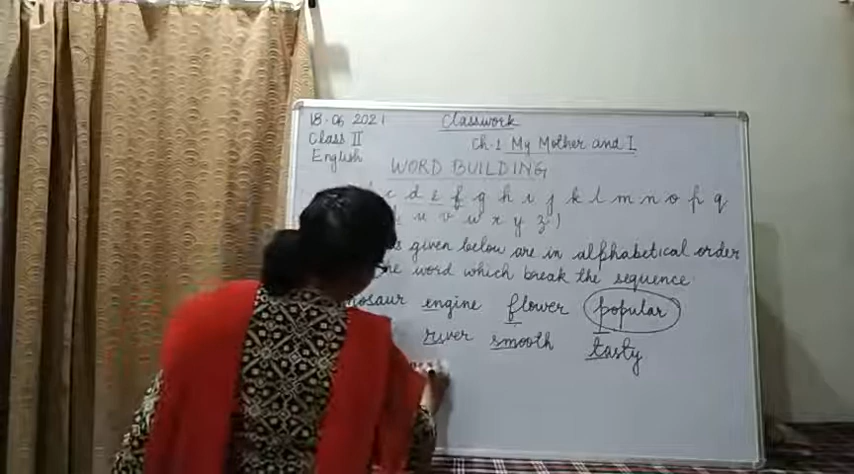 18-06 2021 Classwork
Class II Ch-1 My Mother and I
English
WORD BUILDING
c d e f g h i j k l m n o p q
u v w x y z)
given below are in alphabetical order
word which break the sequence
engine flower popular
river smooth tasty